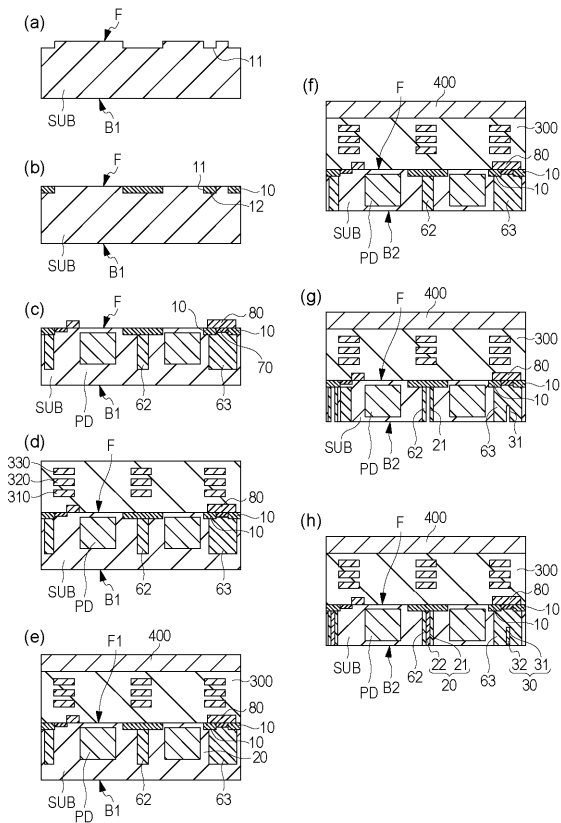 (a)
F
11
SUB
B1
(b)
F
11
10
12
SUB
B1
(c)
F
10
80
10
70
SUB
PD
B1
62
63
(d)
330
320
310
F
80
10
10
SUB
PD
B1
62
63
(e)
F1
400
300
80
10
10
20
SUB
PD
B1
62
63
(f)
F
400
300
80
10
10
SUB
PD
B2
62
63
(g)
F
400
300
80
10
10
SUB
PD
B2
62
21
63
31
(h)
F
400
300
80
10
10
SUB
PD
B2
62
22
21
20
63
32
31
30